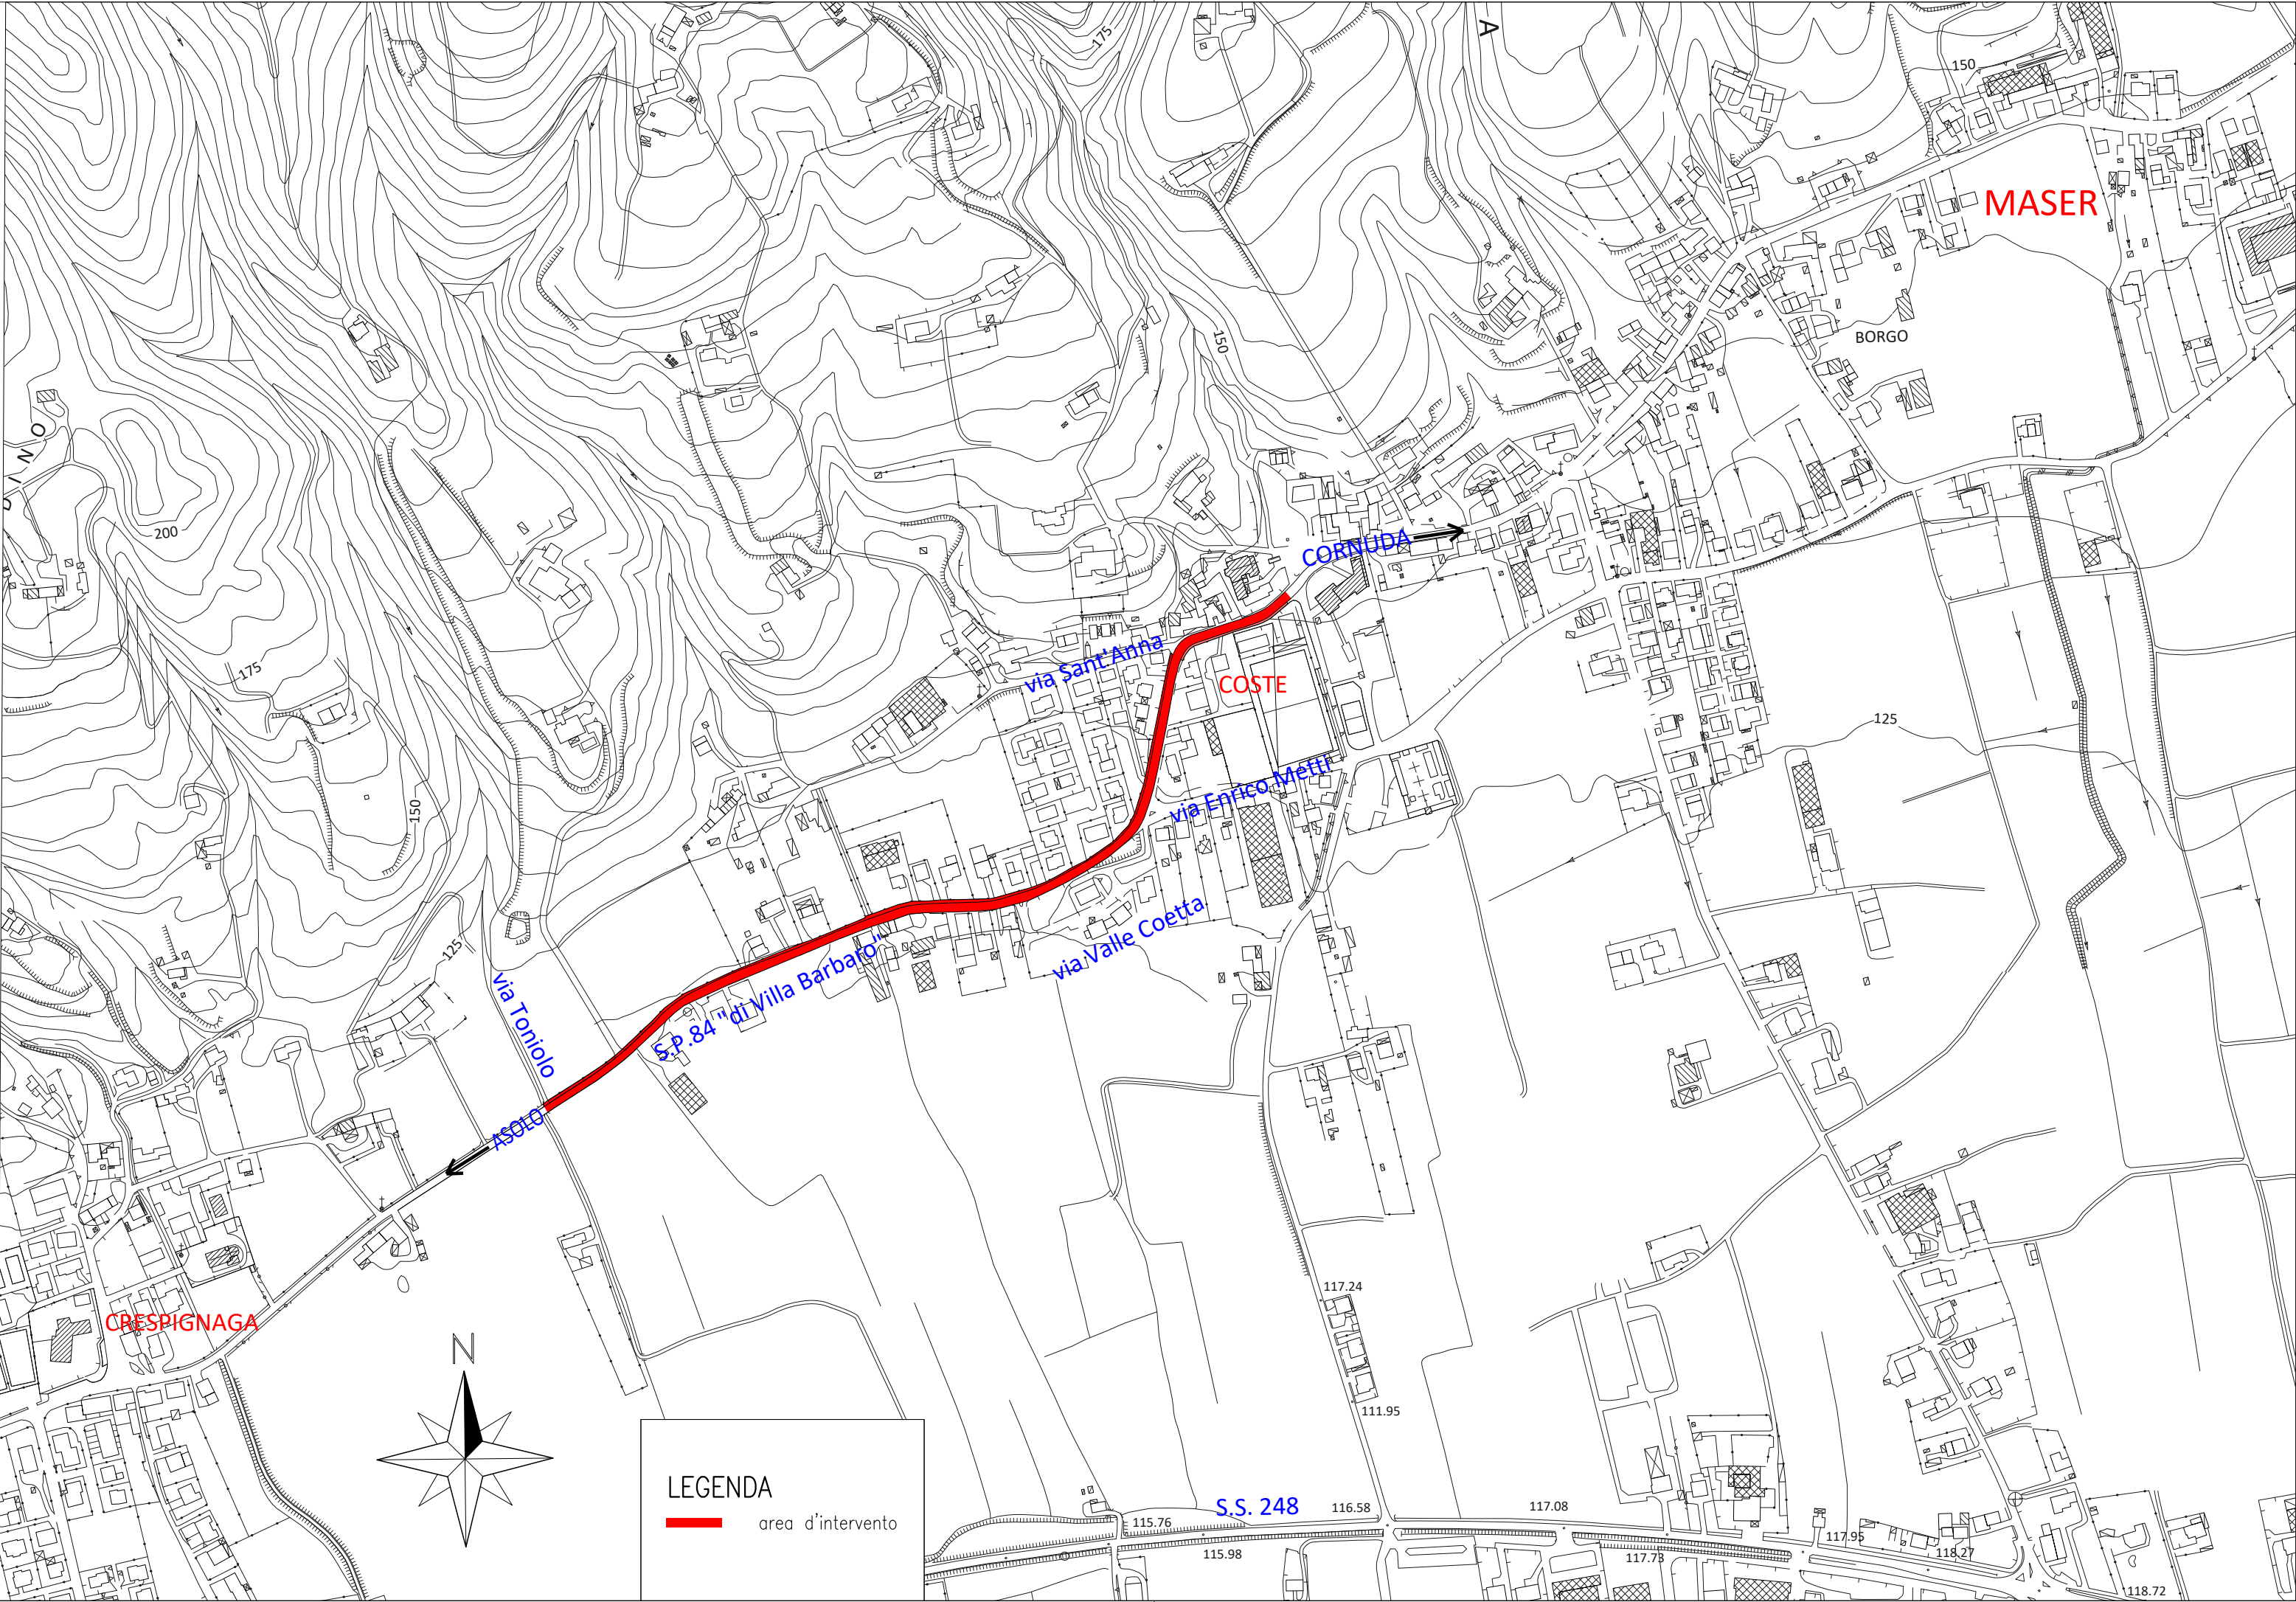 A
175
150
MASER
150
BORGO
DINO
200
CORNUDA
via Sant'Anna
175
COSTE
125
via Enrico Metti
150
via Valle Coetta
125
via Toniolo
S.P.84 "di Villa Barbaro"
ASOLO
117.24
CRESPIGNAGA
N
111.95
LEGENDA
area d'intervento
S.S. 248
116.58
117.08
115.76
117.95
115.98
117.73
118.27
118.72